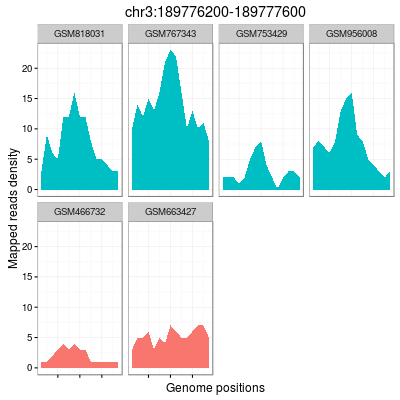 chr3:189776200-189777600
GSM818031 GSM767343 GSM753429 GSM956008
20
15
10
5
0
GSM466732 GSM663427
20
15
10
5
0
Mapped reads density
Genome positions